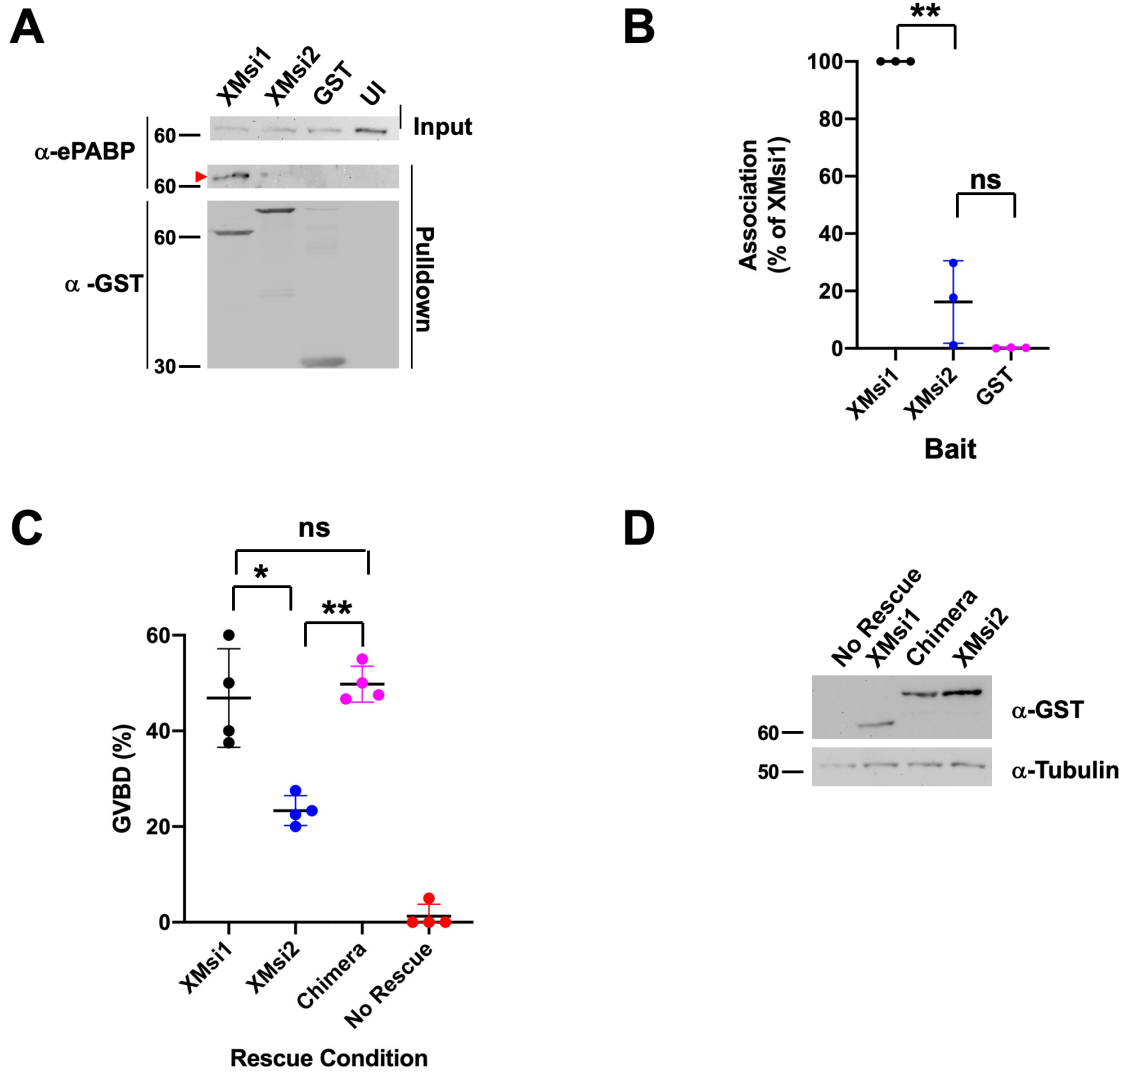 A
XMsi1
XMsi2
GST
UI
Input
α-ePABP
60
60
α -GST
60
30
Pulldown
B
**
ns
Association
(% of XMsi1)
100
80
60
40
20
0
XMsi1
XMsi2
GST
Bait
C
ns
*
**
GVBD (%)
60
40
20
0
XMsi1
XMsi2
Chimera
No Rescue
Rescue Condition
D
No Rescue
XMsi1
Chimera
XMsi2
60
α-GST
50
α-Tubulin